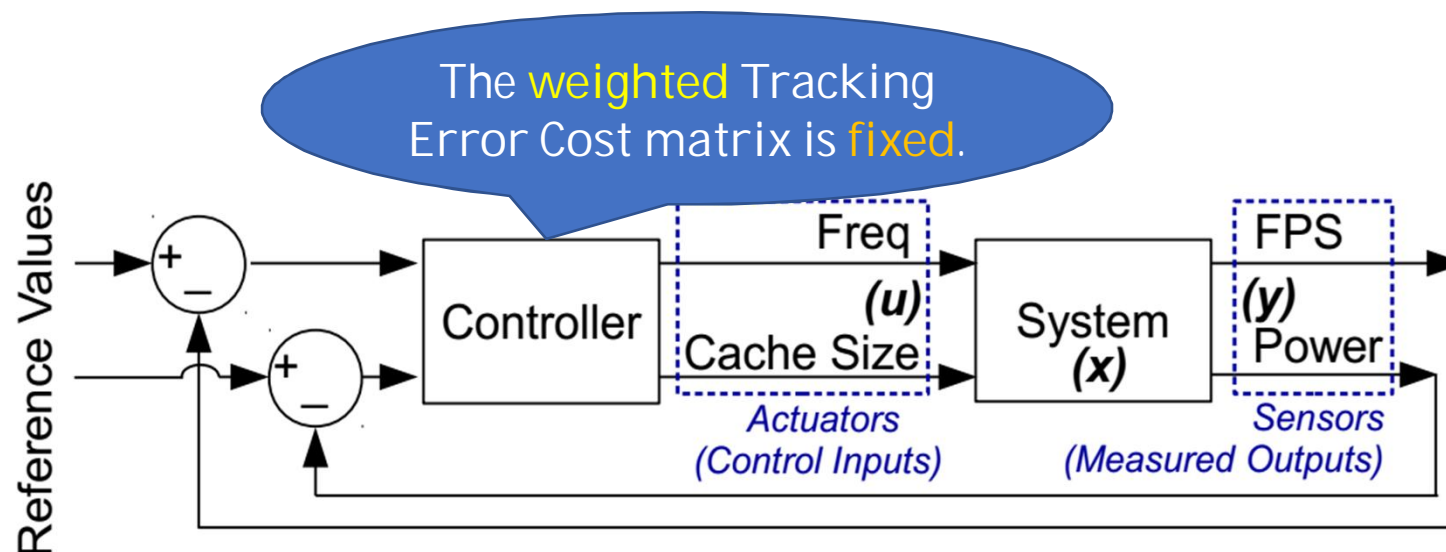 The weighted Tracking
Error Cost matrix is fixed.
Reference Values
+
−
+
−
Controller
Freq
(u)
Cache Size
Actuators
(Control Inputs)
System
(x)
FPS
(y)
Power
Sensors
(Measured Outputs)